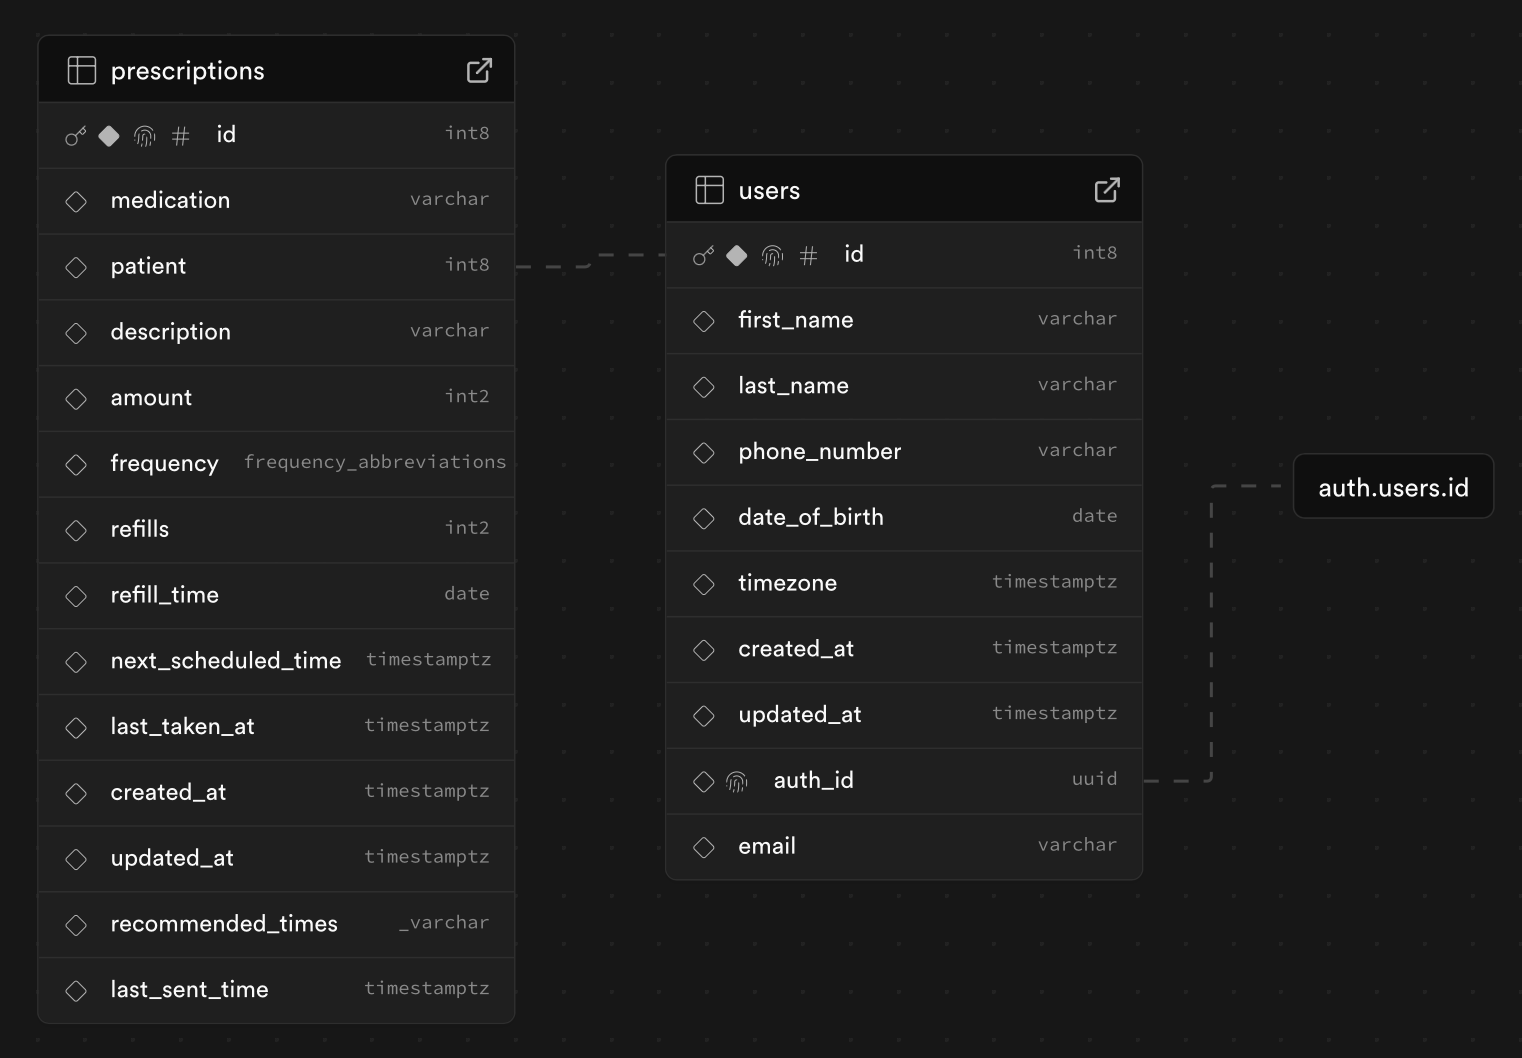 prescriptions
id int8
medication varchar
patient int8
description varchar
amount int2
frequency frequency_abbreviations
refills int2
refill_time date
next_scheduled_time timestamptz
last_taken_at timestamptz
created_at timestamptz
updated_at timestamptz
recommended_times _varchar
last_sent_time timestamptz
users
id int8
first_name varchar
last_name varchar
phone_number varchar
date_of_birth date
timezone timestamptz
created_at timestamptz
updated_at timestamptz
auth_id uuid
email varchar
auth.users.id